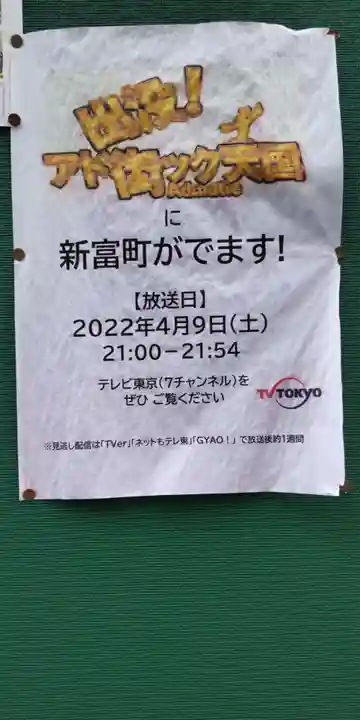 出没!
アド街ック天国
Admatic
に
新富町がでます!
【放送日】
2022年4月9日(土)
21:00－21:54
テレビ東京(7チャンネル)を
ぜひ ご覧ください
TV TOKYO
※見逃し配信は「TVer」「ネットもテレ東」「GYAO!」で放送後約1週間